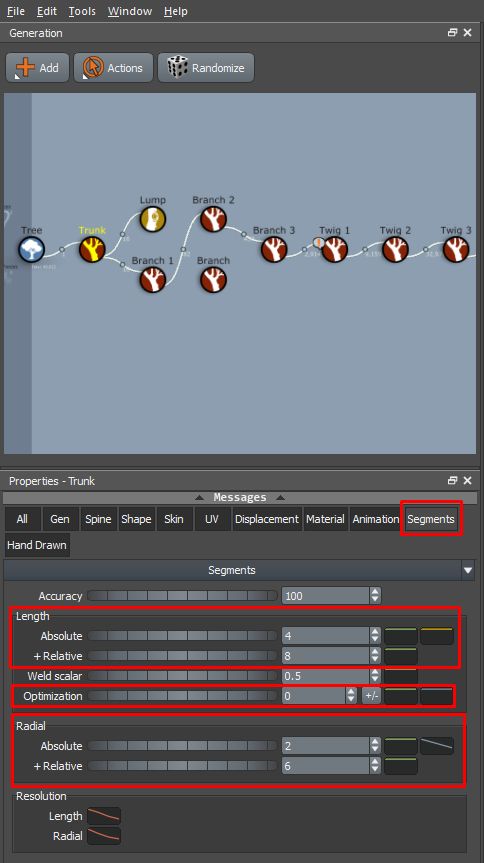 File Edit Tools Window Help
Generation
Add Actions Randomize
Lump Branch 2
Tree Trunk Branch 3 Twig 1 Twig 2 Twig 3
Branch 1 Branch
Properties - Trunk
Messages
All Gen Spine Shape Skin UV Displacement Material Animation Segments
Hand Drawn
Segments
Accuracy 100
Length
Absolute 4
+ Relative 8
Weld scalar 0.5
Optimization 0 +/-
Radial
Absolute 2
+ Relative 6
Resolution
Length
Radial